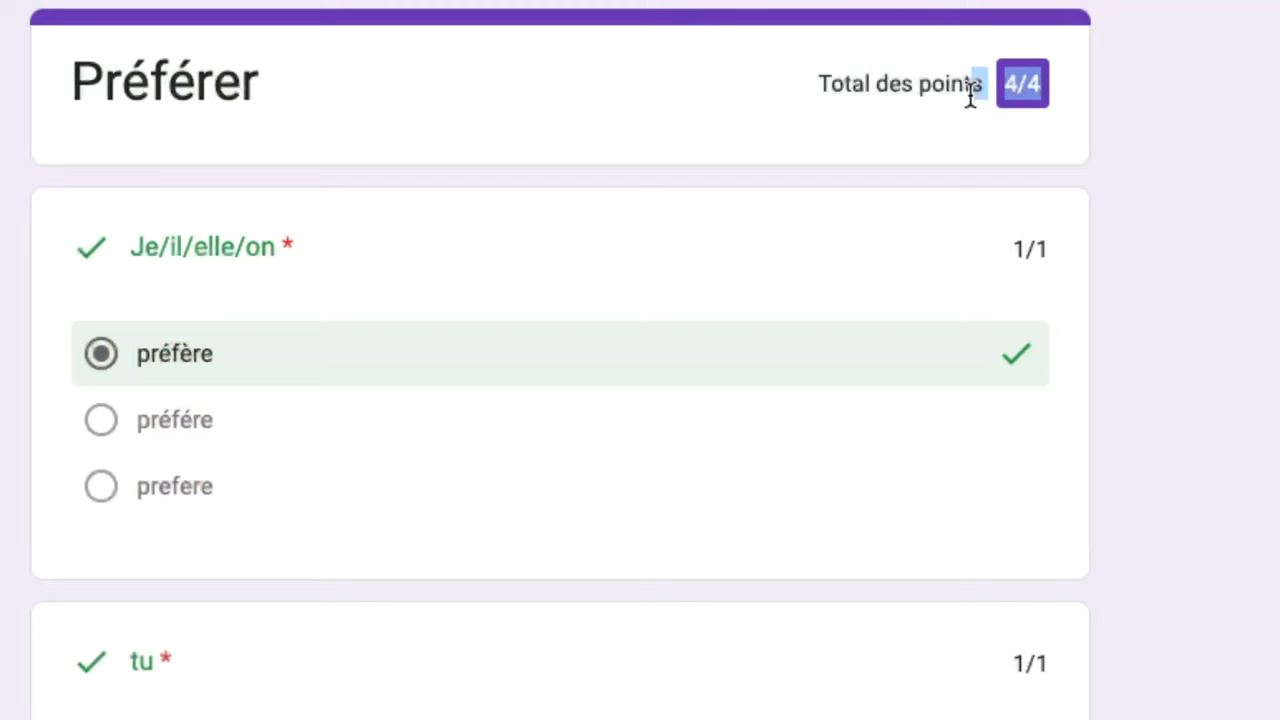 Préférer
Total des points 4/4
Je/il/elle/on *
1/1
préfère
préfére
prefere
tu *
1/1